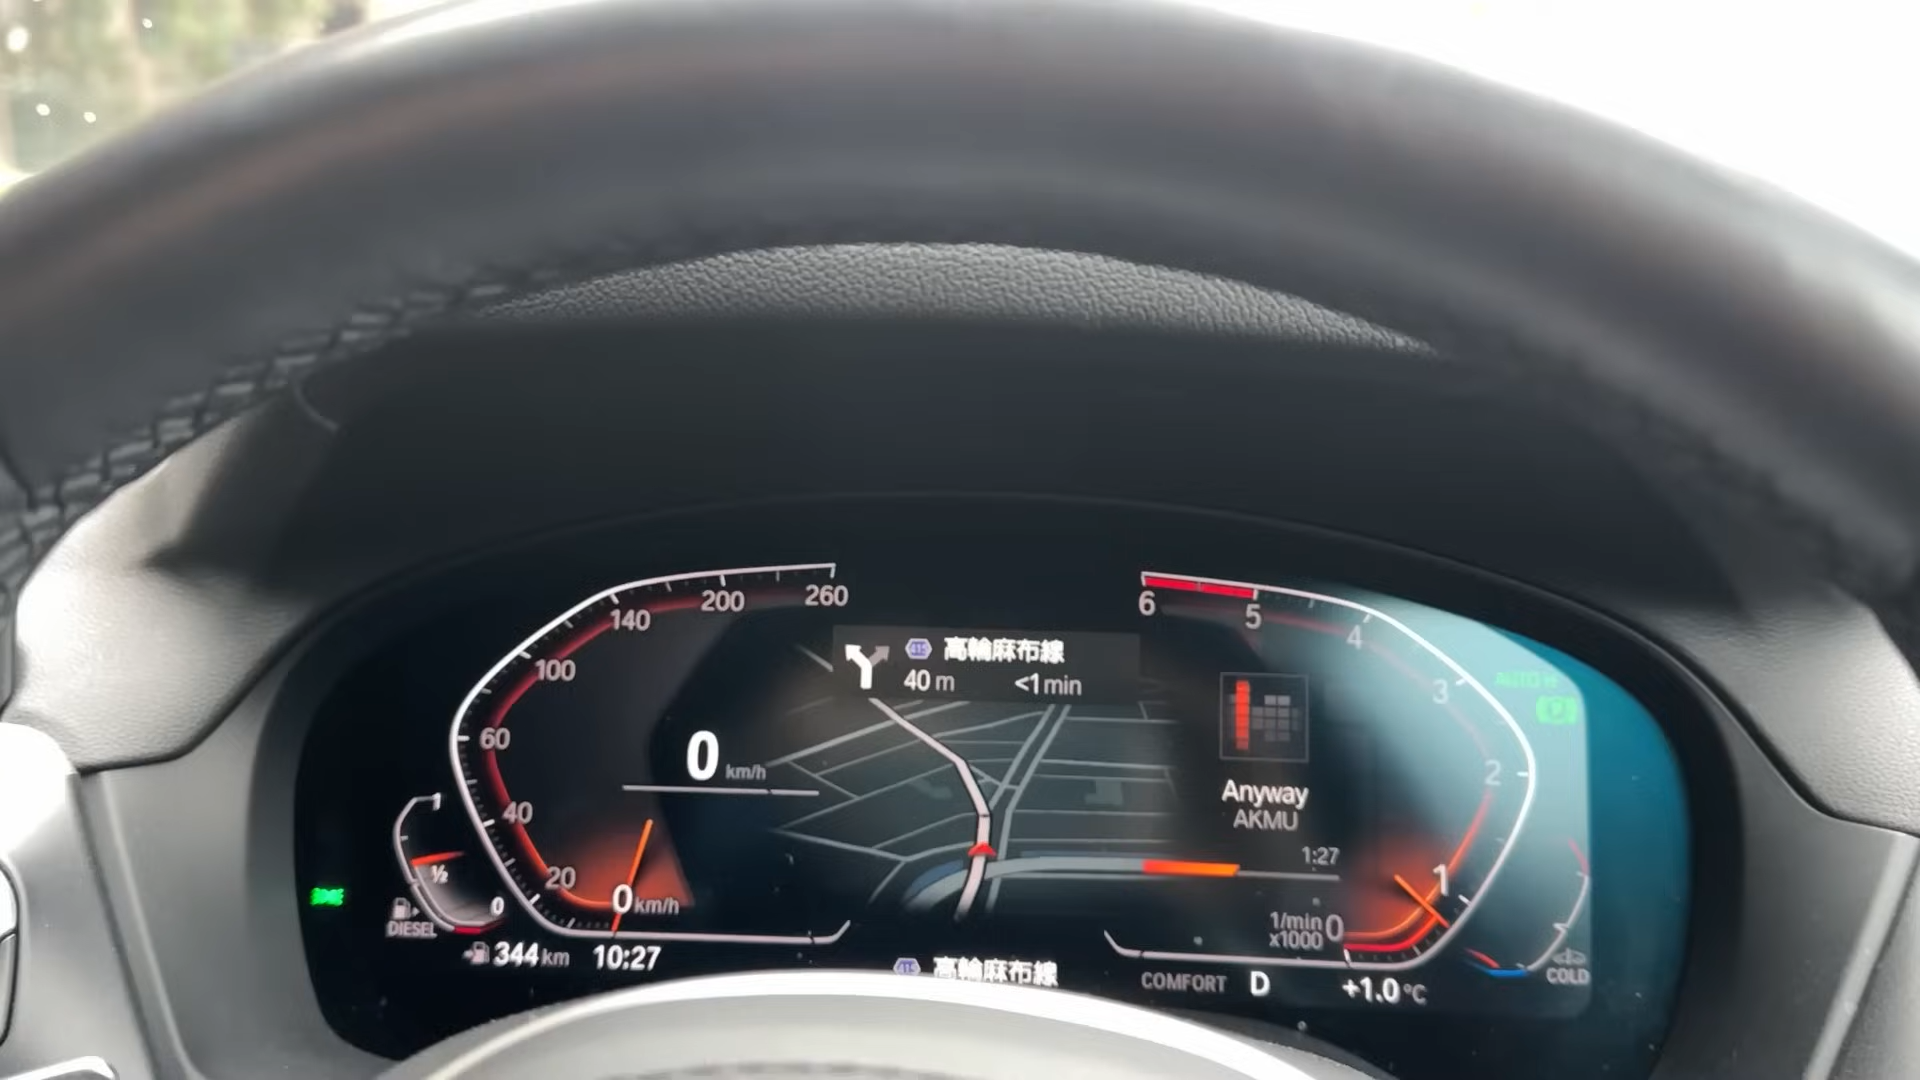 260
200
140
100
60
40
20
0 km/h
0 km/h
415 高輪麻布線
40 m <1 min
6
5
4
3
2
1
0
1/min
x1000
Anyway
AKMU
1:27
1/2
0
DIESEL
344 km
10:27
415 高輪麻布線
COMFORT D
+1.0 °C
COLD
AUTO H